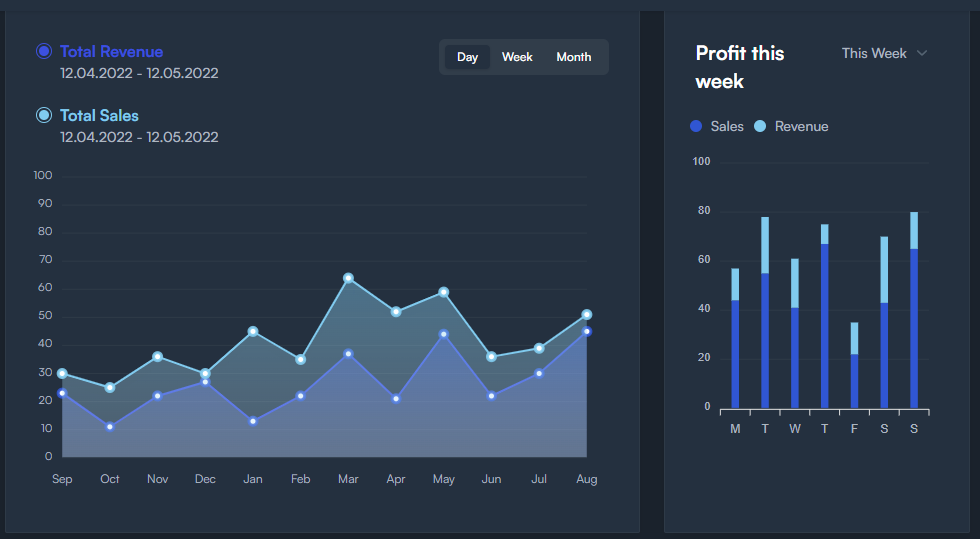 Total Revenue
12.04.2022 - 12.05.2022
Day Week Month
Total Sales
12.04.2022 - 12.05.2022
100
90
80
70
60
50
40
30
20
10
0
Sep Oct Nov Dec Jan Feb Mar Apr May Jun Jul Aug
Profit this
week
This Week
Sales Revenue
100
80
60
40
20
0
M T W T F S S